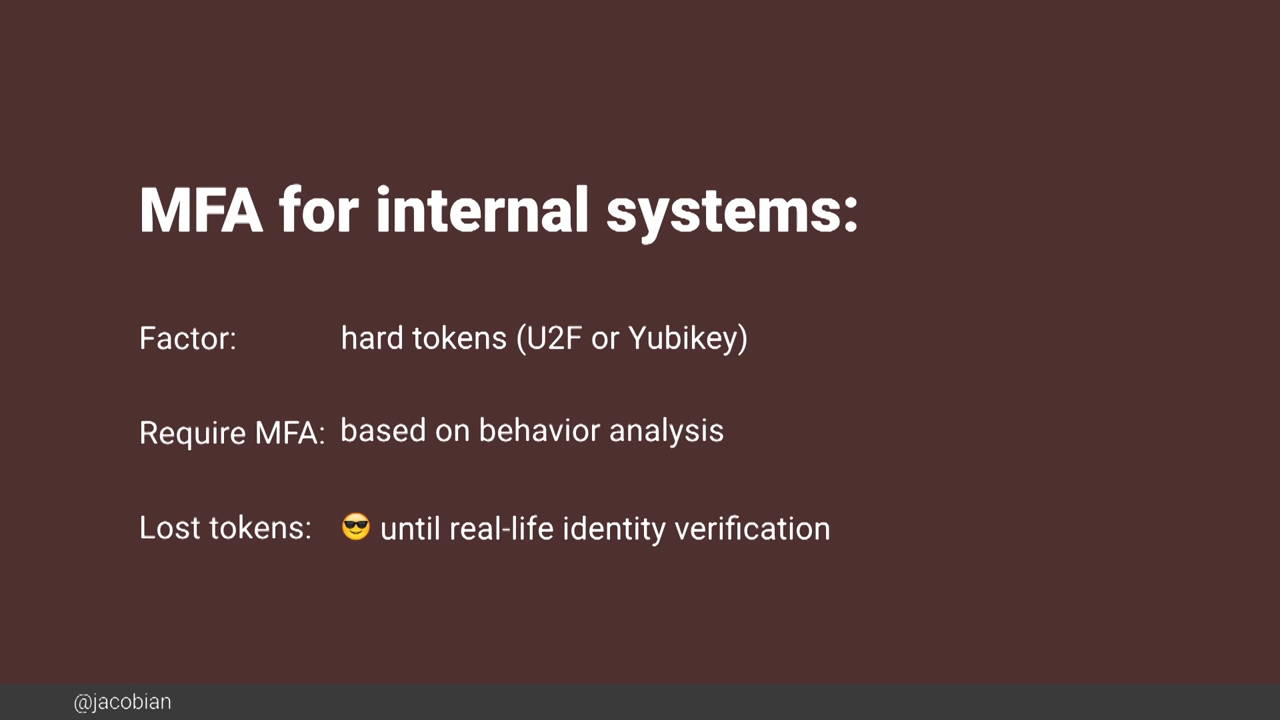 MFA for internal systems:
Factor: hard tokens (U2F or Yubikey)
Require MFA: based on behavior analysis
Lost tokens: 😎 until real-life identity verification
@jacobian